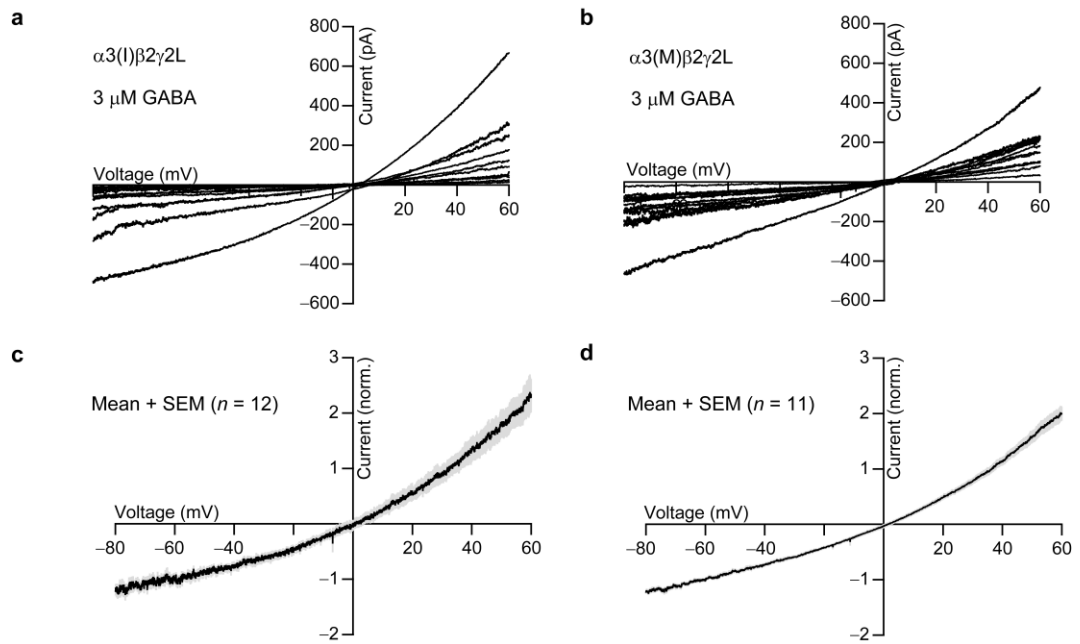 a
α3(I)β2γ2L
3 μM GABA
Voltage (mV)
Current (pA)
800
600
400
200
−200
−400
−600
20
40
60
b
α3(M)β2γ2L
3 μM GABA
Voltage (mV)
Current (pA)
800
600
400
200
−200
−400
−600
20
40
60
c
Mean + SEM (n = 12)
Voltage (mV)
Current (norm.)
3
2
1
−1
−2
−80
−60
−40
20
40
60
d
Mean + SEM (n = 11)
Voltage (mV)
Current (norm.)
3
2
1
−1
−2
−80
−60
−40
20
40
60